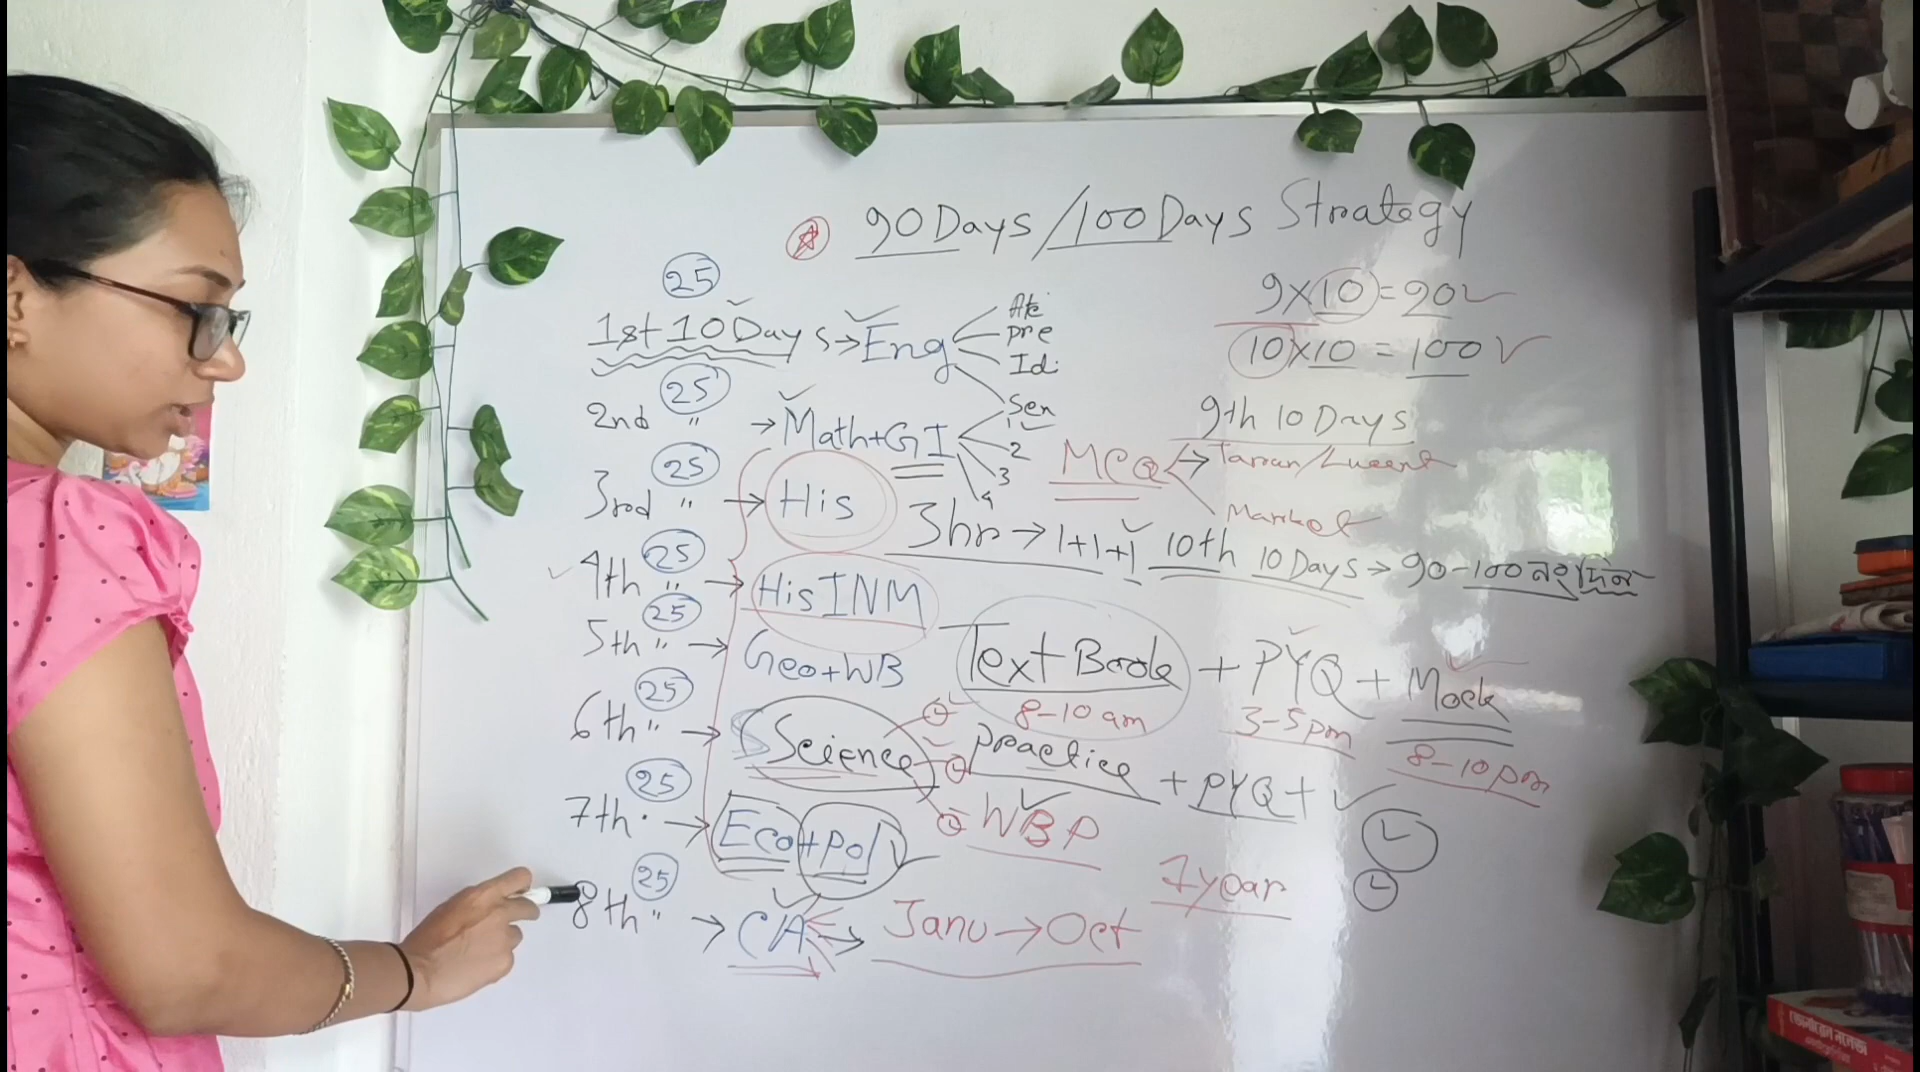 90 Days/100 Days Strategy
9×10=90
10×10=100
25
1st 10 Days → Eng
pre
Idi
Sen
25
2nd " → Math+GI
1
2
3
4
25
3rd " → His
25
4th " → His INM
25
5th " → Geo+WB
25
6th " → Science
25
7th → Eco+Pol
25
8th " → CA → Janu → Oct
1 year
9th 10 Days
MCQ → Tarun/Lucent
Market
3hr → 1+1+1
10th 10 Days → 90-100 নং দিন
Text Book + PYQ + Mock
8-10 am
3-5 pm
8-10 pm
Practice + PYQ +
WBP
জেনারেল নলেজ